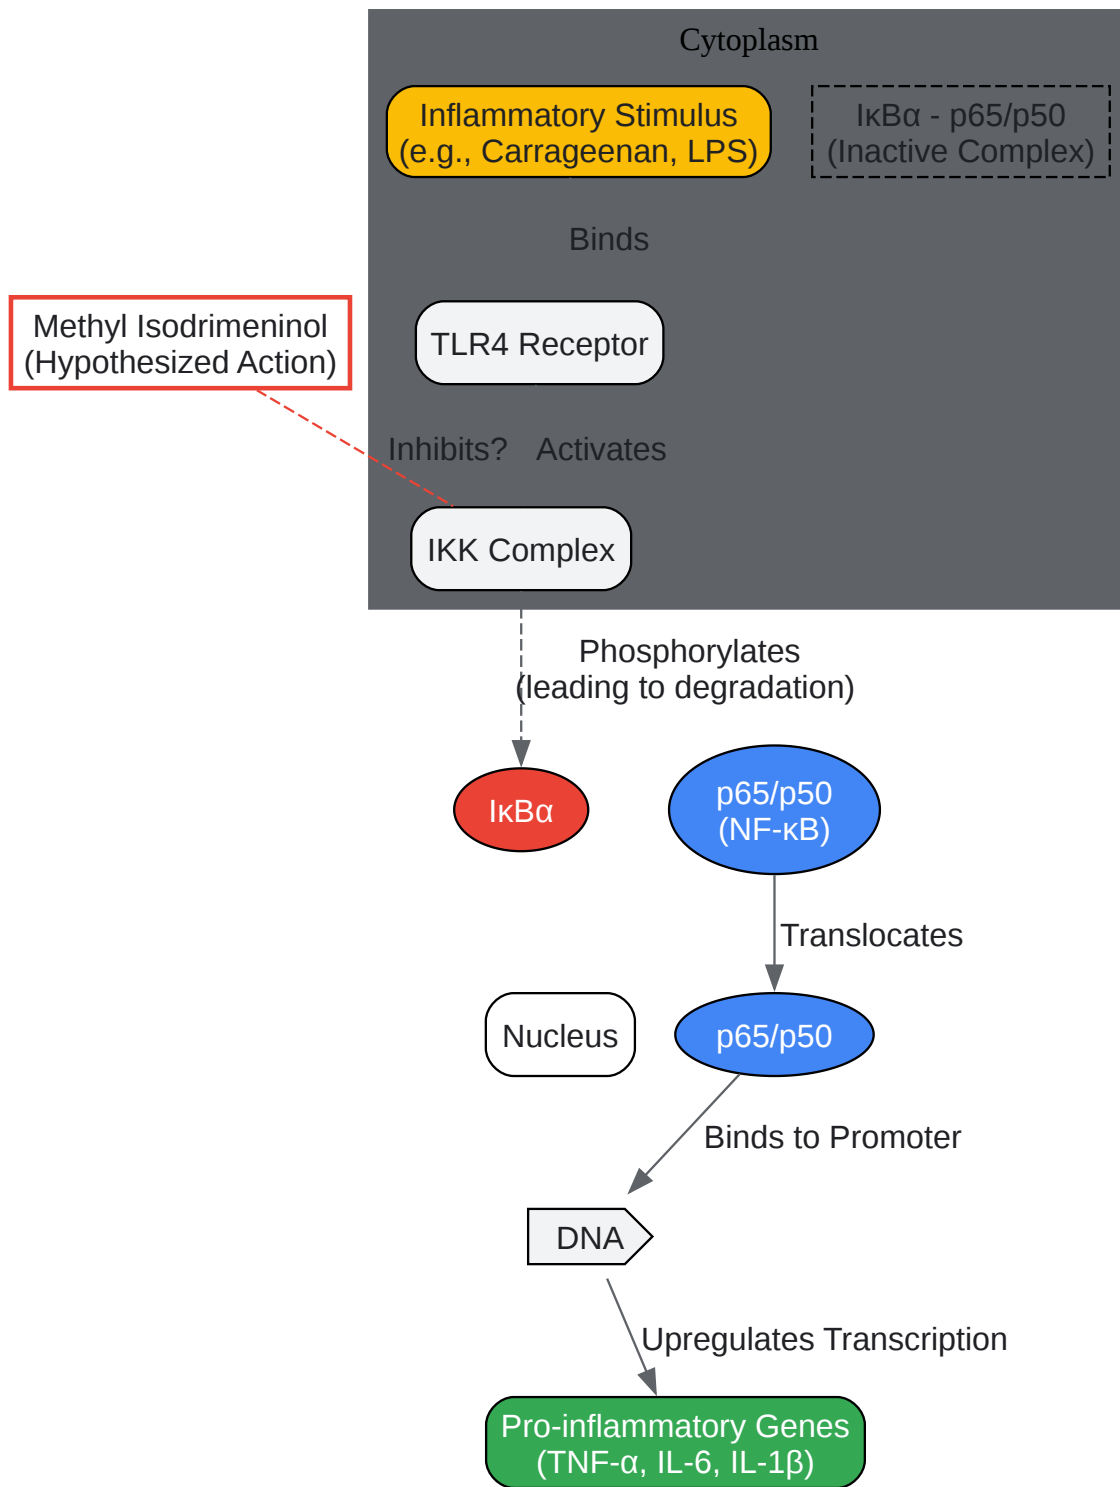 Cytoplasm
Inflammatory Stimulus
(e.g., Carrageenan, LPS)
IκBα - p65/p50
(Inactive Complex)
Binds
Methyl Isodrimeninol
(Hypothesized Action)
TLR4 Receptor
Inhibits?
Activates
IKK Complex
Phosphorylates
(leading to degradation)
IκBα
p65/p50
(NF-κB)
Translocates
Nucleus
p65/p50
Binds to Promoter
DNA
Upregulates Transcription
Pro-inflammatory Genes
(TNF-α, IL-6, IL-1β)